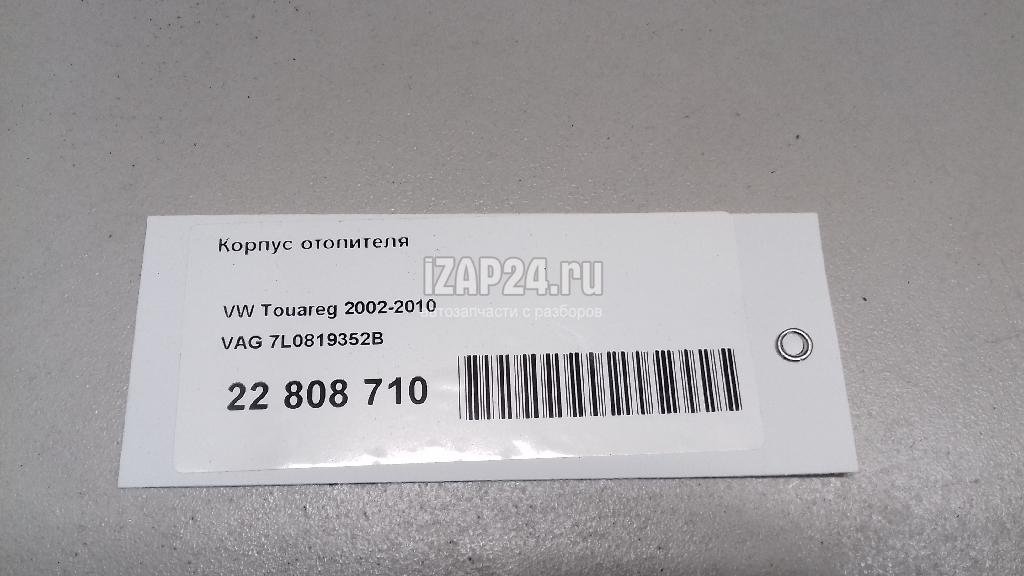 Корпус отопителя
iZAP24.ru
автозапчасти с разборов
VW Touareg 2002-2010
VAG 7L0819352B
22 808 710